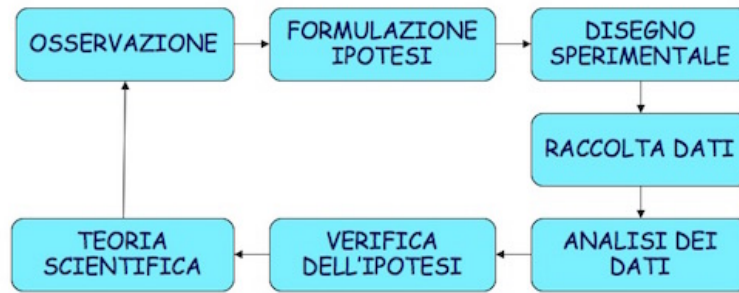 OSSERVAZIONE
FORMULAZIONE
IPOTESI
DISEGNO
SPERIMENTALE
RACCOLTA DATI
ANALISI DEI
DATI
VERIFICA
DELL'IPOTESI
TEORIA
SCIENTIFICA